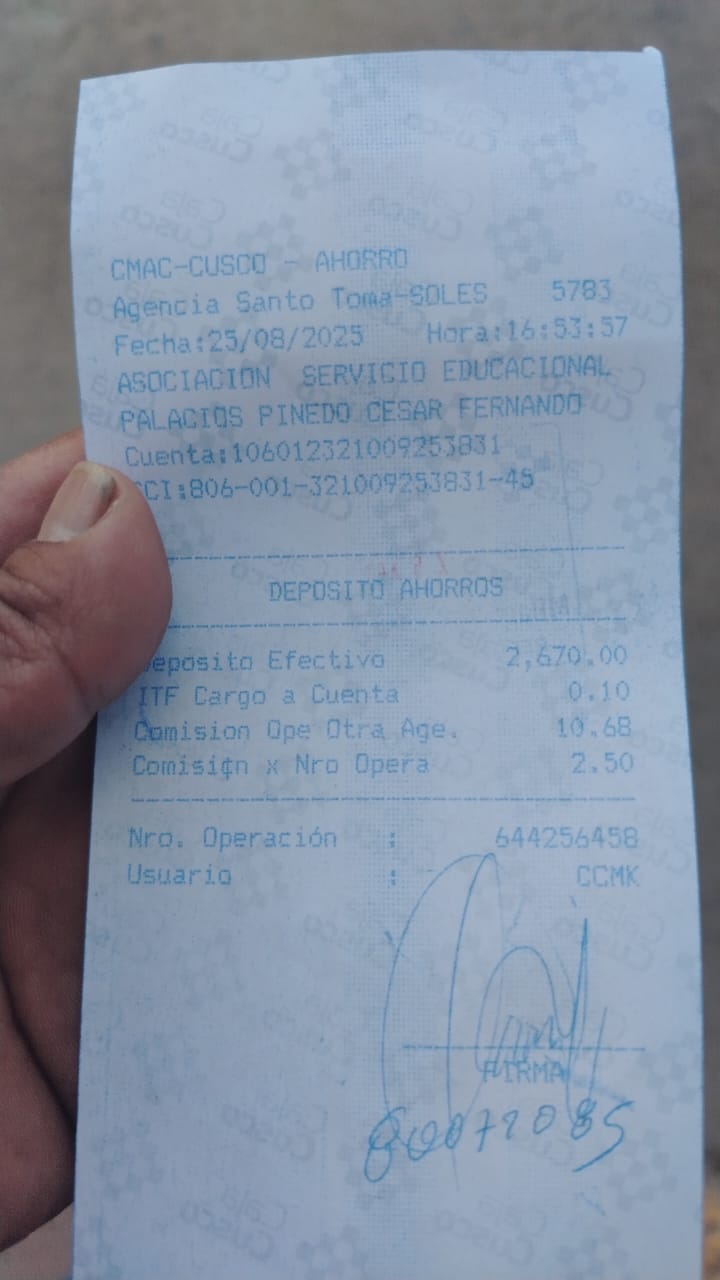 CMAC-CUSCO - AHORRO
Agencia Santo Toma-SOLES 5783
Fecha:25/08/2025 Hora:16:53:57
ASOCIACION SERVICIO EDUCACIONAL
PALACIOS PINEDO CESAR FERNANDO
Cuenta:106012321009253831
CCI:806-001-321009253831-45
DEPOSITO AHORROS
Deposito Efectivo 2,670.00
ITF Cargo a Cuenta 0.10
Comision Ope Otra Age. 10.68
Comisión x Nro Opera 2.50
Nro. Operación : 644256458
Usuario : CCMK
FIRMA